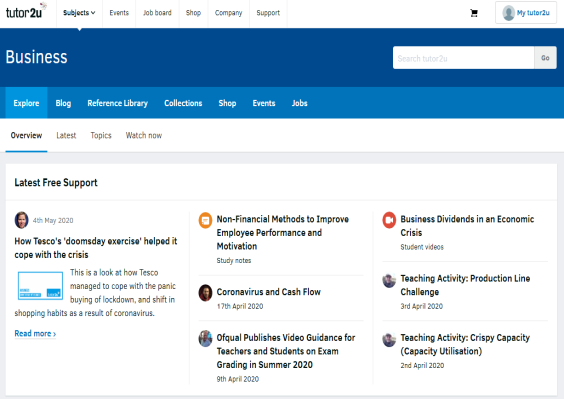 tutor2u
Subjects
Events
Job board
Shop
Company
Support
My tutor2u
Business
Search tutor2u
Go
Explore
Blog
Reference Library
Collections
Shop
Events
Jobs
Overview
Latest
Topics
Watch now
Latest Free Support
4th May 2020
How Tesco's 'doomsday exercise' helped it
cope with the crisis
This is a look at how Tesco
managed to cope with the panic
buying of lockdown, and shift in
shopping habits as a result of coronavirus.
Read more ›
Non-Financial Methods to Improve
Employee Performance and
Motivation
Study notes
Coronavirus and Cash Flow
17th April 2020
Ofqual Publishes Video Guidance for
Teachers and Students on Exam
Grading in Summer 2020
9th April 2020
Business Dividends in an Economic
Crisis
Student videos
Teaching Activity: Production Line
Challenge
3rd April 2020
Teaching Activity: Crispy Capacity
(Capacity Utilisation)
2nd April 2020